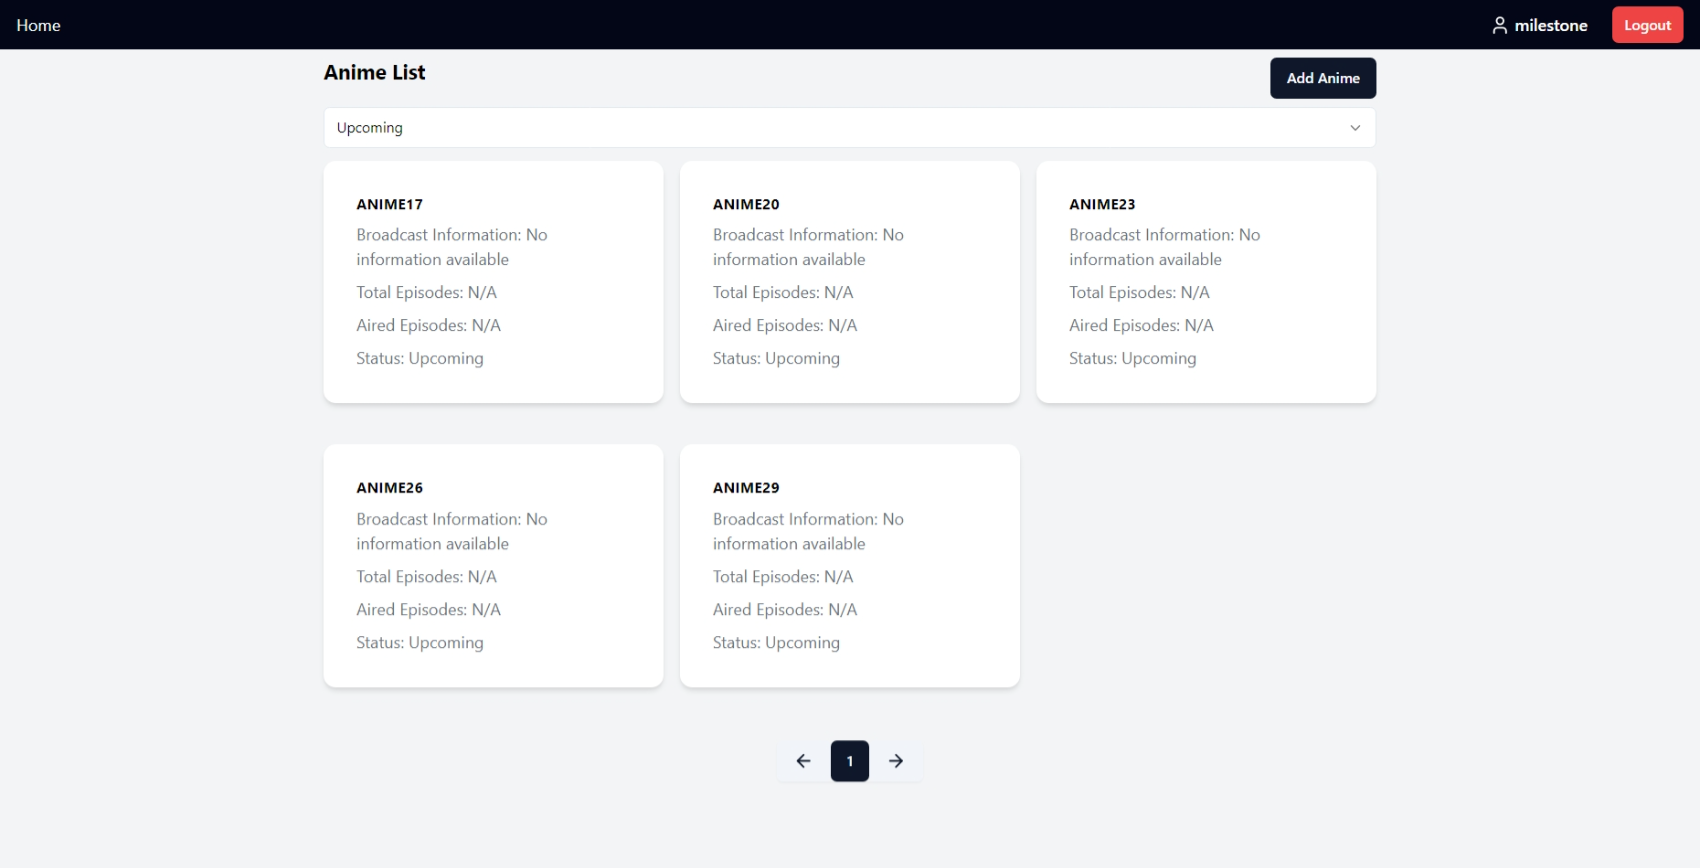 Home
milestone
Logout
Anime List
Add Anime
Upcoming
ANIME17
Broadcast Information: No
information available
Total Episodes: N/A
Aired Episodes: N/A
Status: Upcoming
ANIME20
Broadcast Information: No
information available
Total Episodes: N/A
Aired Episodes: N/A
Status: Upcoming
ANIME23
Broadcast Information: No
information available
Total Episodes: N/A
Aired Episodes: N/A
Status: Upcoming
ANIME26
Broadcast Information: No
information available
Total Episodes: N/A
Aired Episodes: N/A
Status: Upcoming
ANIME29
Broadcast Information: No
information available
Total Episodes: N/A
Aired Episodes: N/A
Status: Upcoming
1